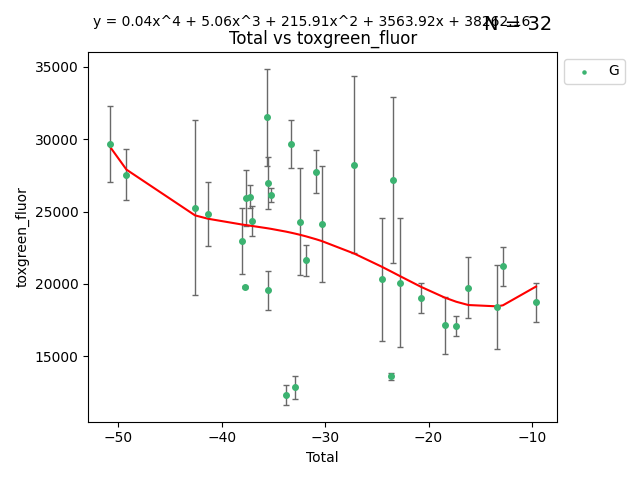 y = 0.04x^4 + 5.06x^3 + 215.91x^2 + 3563.92x + 38262.16
N = 32
Total vs toxgreen_fluor
G
35000
30000
25000
20000
15000
toxgreen_fluor
−50 −40 −30 −20 −10
Total